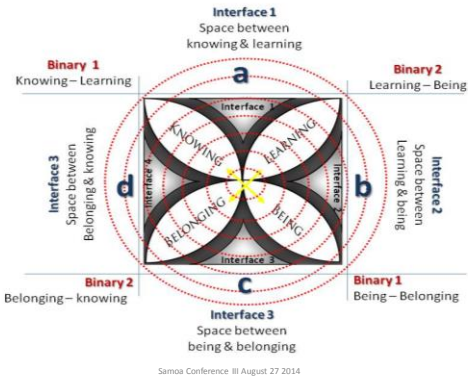 Interface 1
Space between
knowing & learning
Binary 1
Knowing – Learning
a
Binary 2
Learning – Being
Interface 1
KNOWING
LEARNING
Interface 3
Space between
Belonging & knowing
d
Interface 4
Interface 2
b
Space between
Learning & being
Interface 2
BELONGING
BEING
Interface 3
Binary 2
Belonging – knowing
c
Binary 1
Being – Belonging
Interface 3
Space between
being & belonging
Samoa Conference III August 27 2014